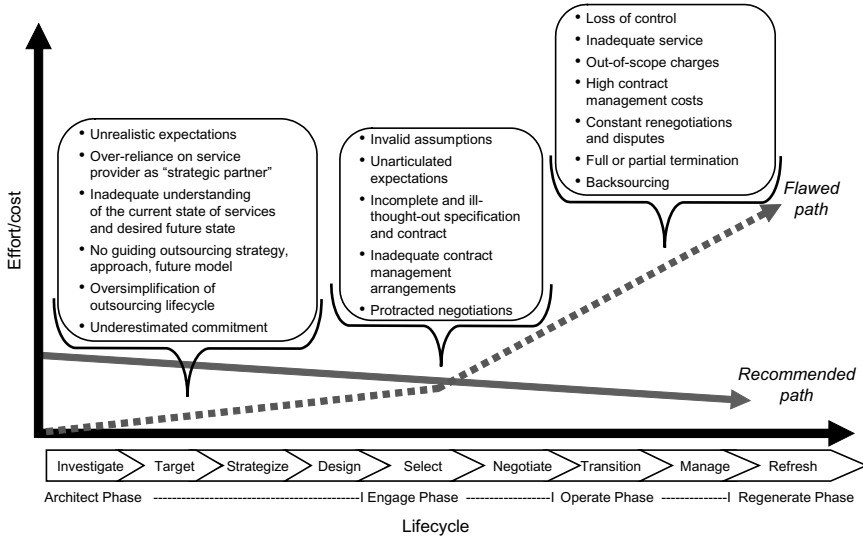 • Loss of control
• Inadequate service
• Out-of-scope charges
• High contract
management costs
• Constant renegotiations
and disputes
• Full or partial termination
• Backsourcing
• Unrealistic expectations
• Over-reliance on service
provider as “strategic partner”
• Inadequate understanding
of the current state of services
and desired future state
• No guiding outsourcing strategy,
approach, future model
• Oversimplification of
outsourcing lifecycle
• Underestimated commitment
• Invalid assumptions
• Unarticulated
expectations
• Incomplete and ill-
thought-out specification
and contract
• Inadequate contract
management
arrangements
• Protracted negotiations
Flawed
path
Effort/cost
Recommended
path
Investigate Target Strategize Design Select Negotiate Transition Manage Refresh
Architect Phase Engage Phase Operate Phase Regenerate Phase
Lifecycle